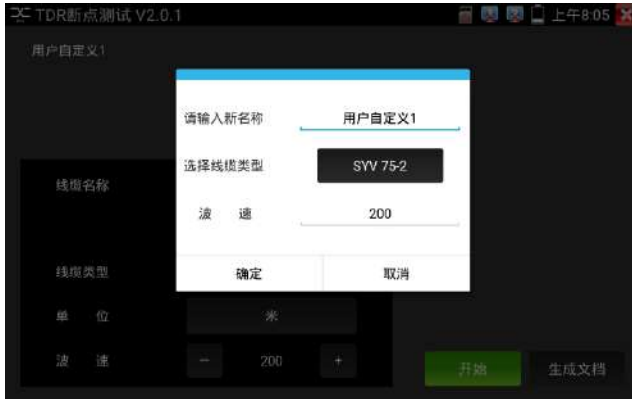 TDR断点测试 V2.0.1 上午8:05
用户自定义1
请输入新名称 用户自定义1
选择线缆类型 SYV 75-2
波 速 200
确定 取消
线缆名称
线缆类型
单 位 米
波 速 − 200 +
开始 生成文档